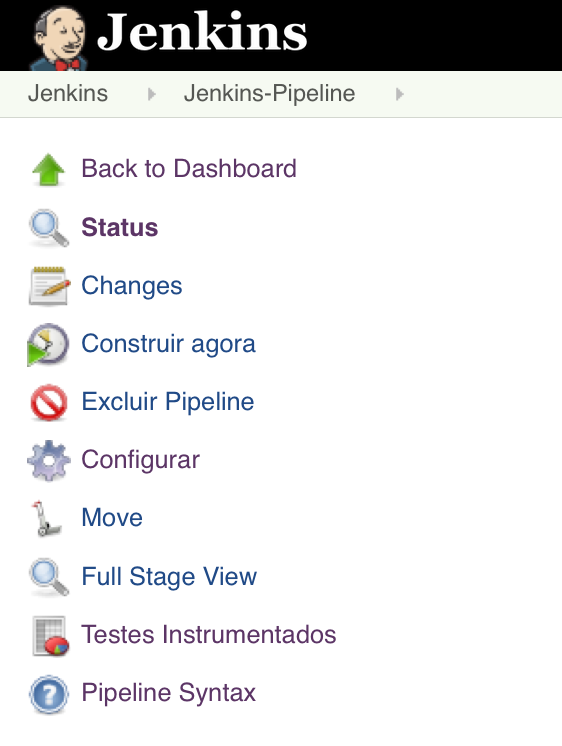 Jenkins
Jenkins Jenkins-Pipeline
Back to Dashboard
Status
Changes
Construir agora
Excluir Pipeline
Configurar
Move
Full Stage View
Testes Instrumentados
Pipeline Syntax